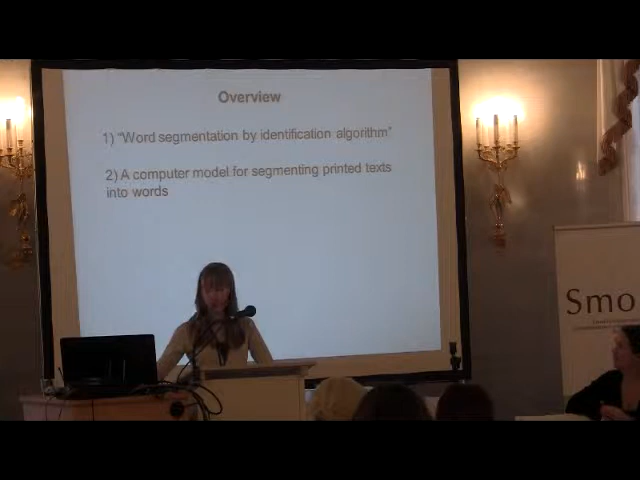 Overview
1) "Word segmentation by identification algorithm"
2) A computer model for segmenting printed texts
into words
Smo